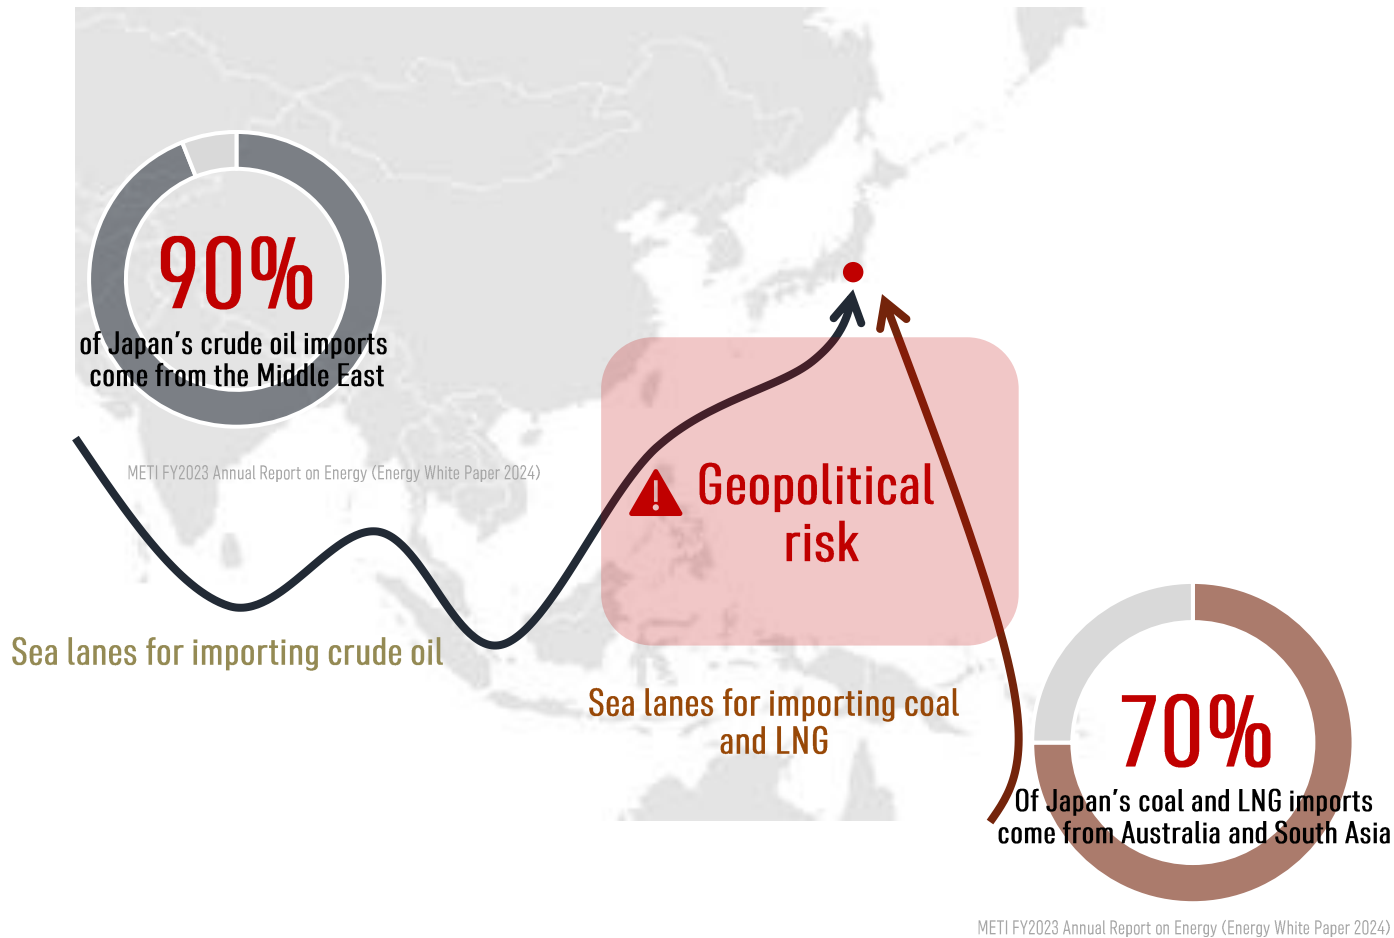 90%
of Japan's crude oil imports
come from the Middle East
METI FY2023 Annual Report on Energy (Energy White Paper 2024)
Sea lanes for importing crude oil
Geopolitical
risk
Sea lanes for importing coal
and LNG
70%
Of Japan's coal and LNG imports
come from Australia and South Asia
METI FY2023 Annual Report on Energy (Energy White Paper 2024)